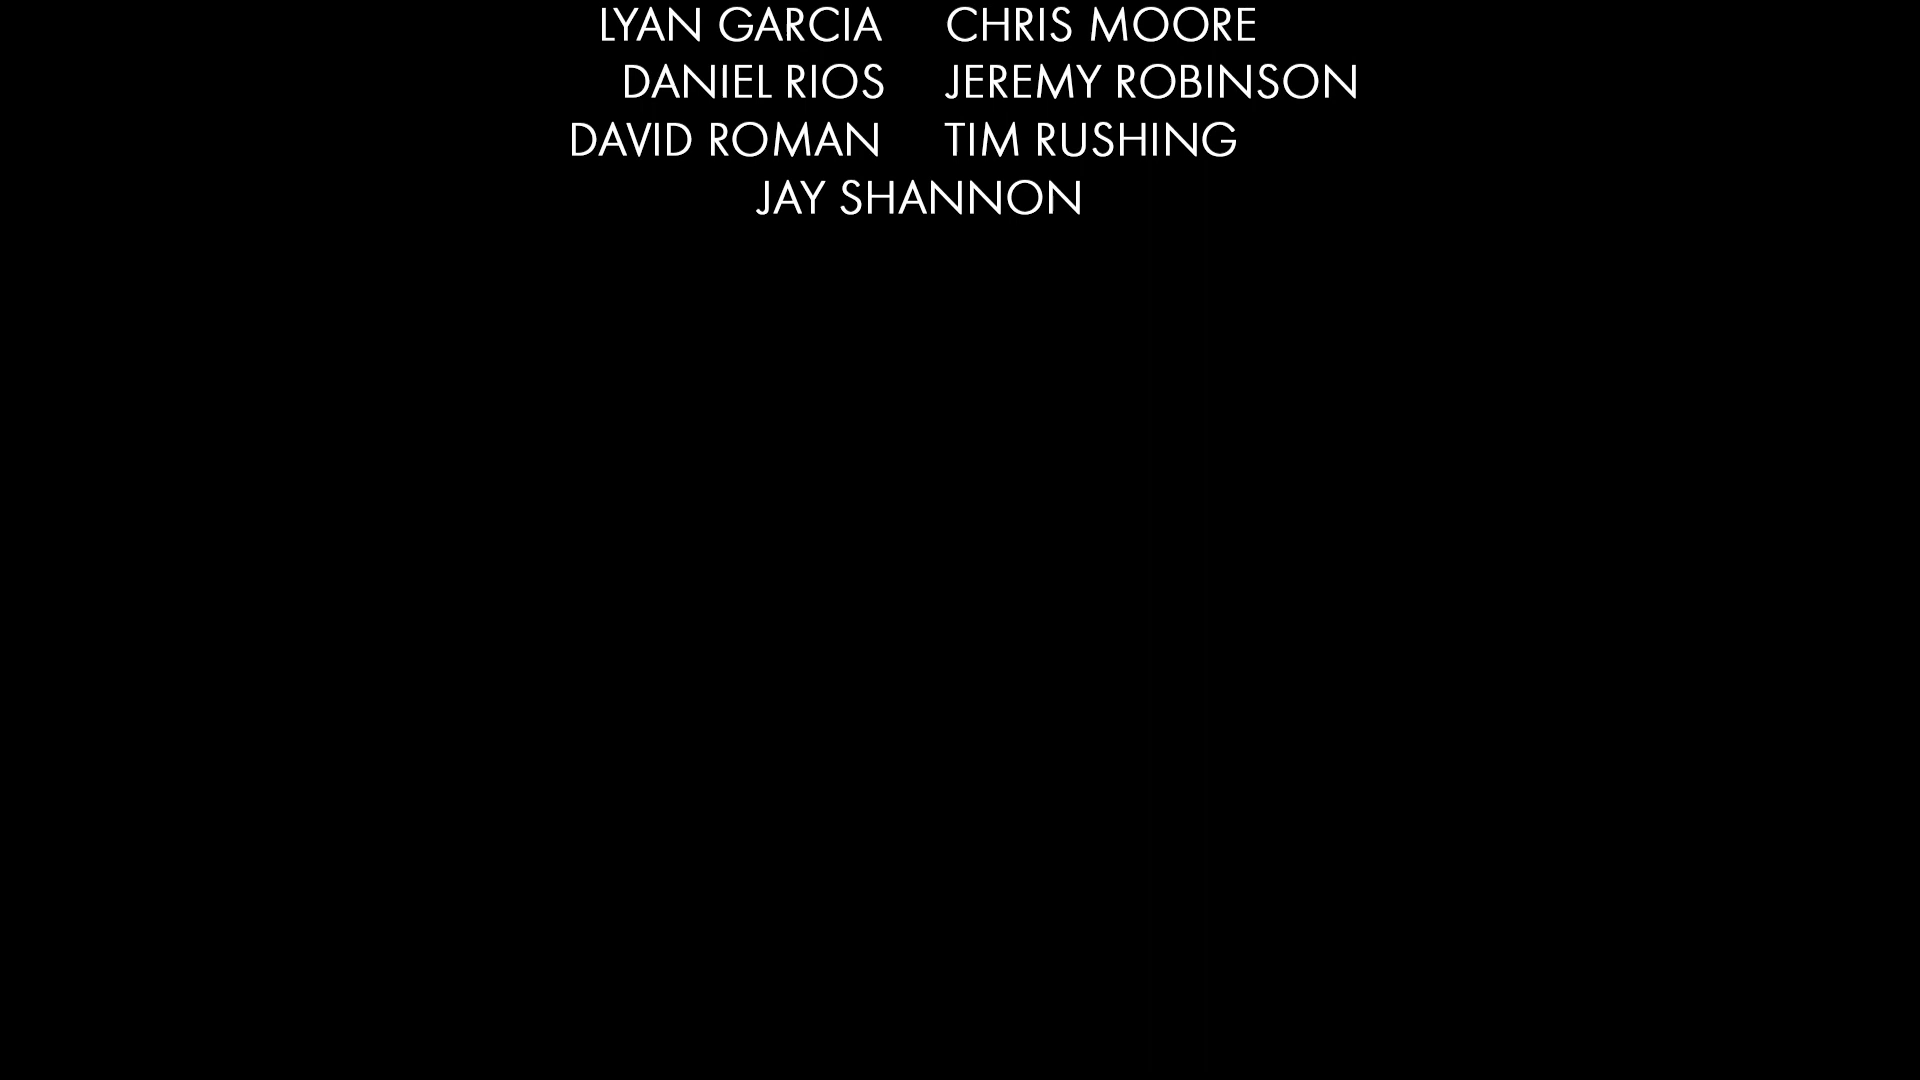 LYAN GARCIA CHRIS MOORE
DANIEL RIOS JEREMY ROBINSON
DAVID ROMAN TIM RUSHING
JAY SHANNON